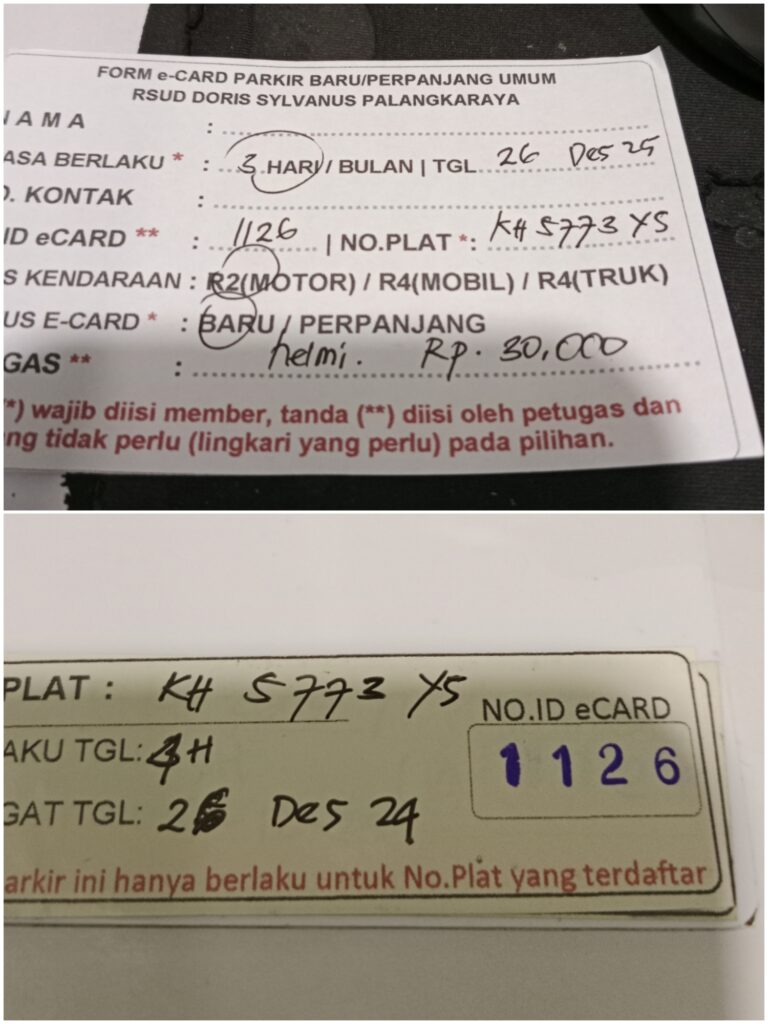 FORM e-CARD PARKIR BARU/PERPANJANG UMUM
RSUD DORIS SYLVANUS PALANGKARAYA
NAMA :
ASA BERLAKU * : 3 HARI / BULAN | TGL 26 Des 25
O. KONTAK :
ID eCARD ** : 1126 | NO.PLAT *: KH 5773 YS
S KENDARAAN : R2(MOTOR) / R4(MOBIL) / R4(TRUK)
US E-CARD * : BARU / PERPANJANG
GAS ** : helmi. Rp. 30,000
*) wajib diisi member, tanda (**) diisi oleh petugas dan
ng tidak perlu (lingkari yang perlu) pada pilihan.
PLAT : KH 5773 YS
NO.ID eCARD
AKU TGL: H
1126
GAT TGL: Des 24
arkir ini hanya berlaku untuk No.Plat yang terdaftar